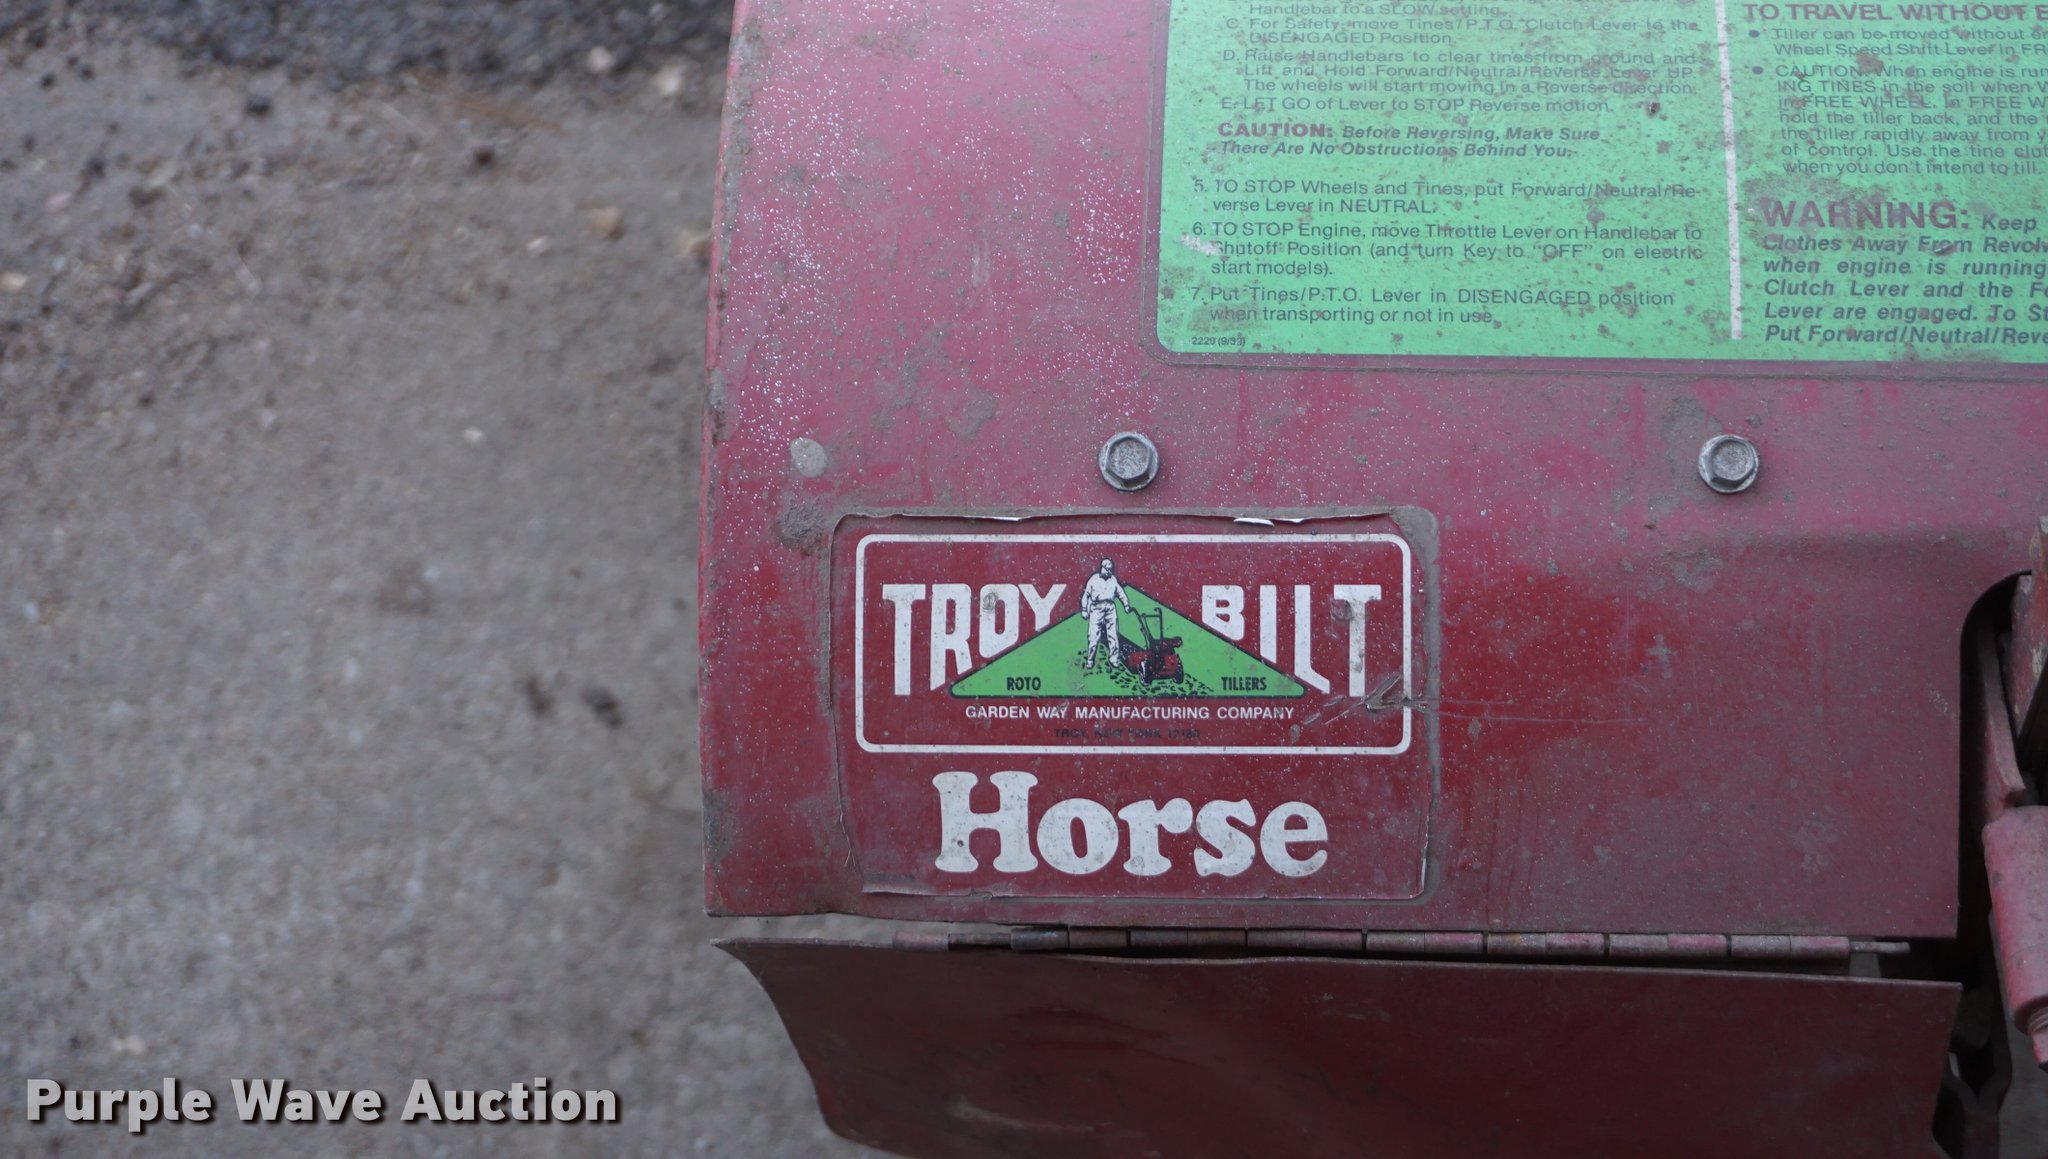 Handlebar to a SLOW setting.
C. For Safety, move Tines/P.T.O. Clutch Lever to the
DISENGAGED Position.
D. Raise Handlebars to clear tines from ground and
Lift and Hold Forward/Neutral/Reverse Lever UP.
The wheels will start moving in a Reverse direction.
E. LET GO of Lever to STOP Reverse motion.
CAUTION: Before Reversing, Make Sure
There Are No Obstructions Behind You.
5. TO STOP Wheels and Tines, put Forward/Neutral/Re-
verse Lever in NEUTRAL.
6. TO STOP Engine, move Throttle Lever on Handlebar to
Shutoff Position (and turn Key to "OFF" on electric
start models).
7. Put Tines/P.T.O. Lever in DISENGAGED position
when transporting or not in use.
TO TRAVEL WITHOUT
• Tiller can be moved without
Wheel Speed Shift Lever in
• CAUTION: When engine is
ING TINES in the soil when
in FREE WHEEL. In FREE
hold the tiller back, and the
the tiller rapidly away from
of control. Use the tine
when you don't intend to till.
WARNING: Keep
Clothes Away From
when engine is running
Clutch Lever and the
Lever are engaged. To
Put Forward/Neutral/
TROY BILT
ROTO TILLERS
GARDEN WAY MANUFACTURING COMPANY
TROY, NEW YORK 12180
Horse
Purple Wave Auction